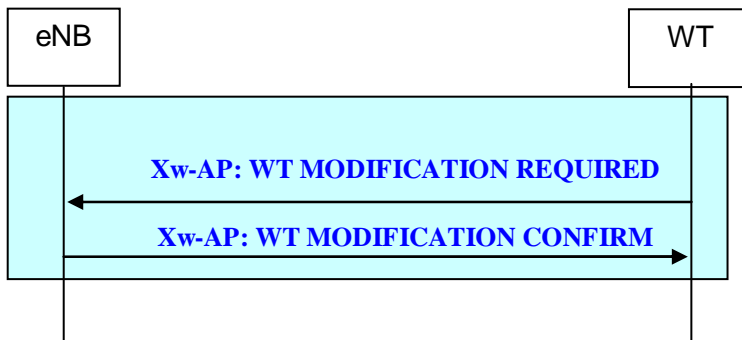 eNB
WT
Xw-AP: WT MODIFICATION REQUIRED
Xw-AP: WT MODIFICATION CONFIRM